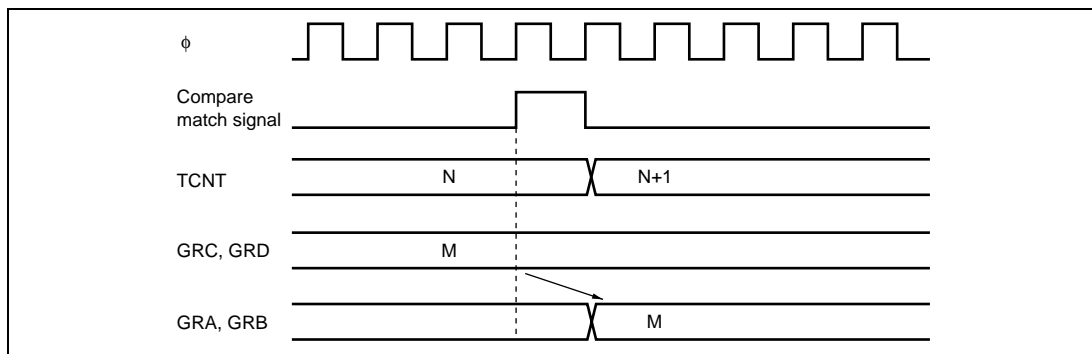 ϕ
Compare
match signal
TCNT
N
N+1
GRC, GRD
M
GRA, GRB
M